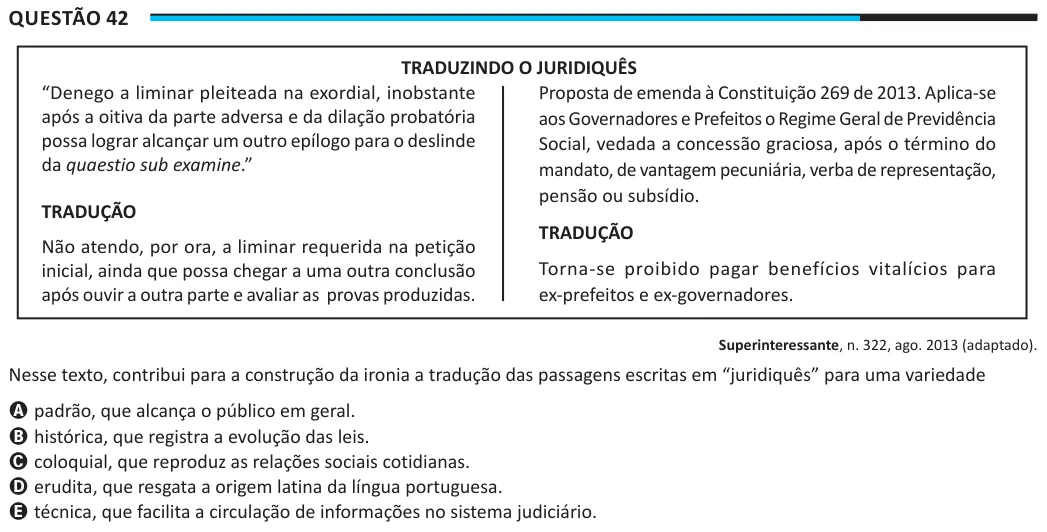 QUESTÃO 42
TRADUZINDO O JURIDIQUÊS
“Denego a liminar pleiteada na exordial, inobstante
após a oitiva da parte adversa e da dilação probatória
possa lograr alcançar um outro epílogo para o deslinde
da quaestio sub examine.”
TRADUÇÃO
Não atendo, por ora, a liminar requerida na petição
inicial, ainda que possa chegar a uma outra conclusão
após ouvir a outra parte e avaliar as provas produzidas.
Proposta de emenda à Constituição 269 de 2013. Aplica-se
aos Governadores e Prefeitos o Regime Geral de Previdência
Social, vedada a concessão graciosa, após o término do
mandato, de vantagem pecuniária, verba de representação,
pensão ou subsídio.
TRADUÇÃO
Torna-se proibido pagar benefícios vitalícios para
ex-prefeitos e ex-governadores.
Superinteressante, n. 322, ago. 2013 (adaptado).
Nesse texto, contribui para a construção da ironia a tradução das passagens escritas em “juridiquês” para uma variedade
A padrão, que alcança o público em geral.
B histórica, que registra a evolução das leis.
C coloquial, que reproduz as relações sociais cotidianas.
D erudita, que resgata a origem latina da língua portuguesa.
E técnica, que facilita a circulação de informações no sistema judiciário.